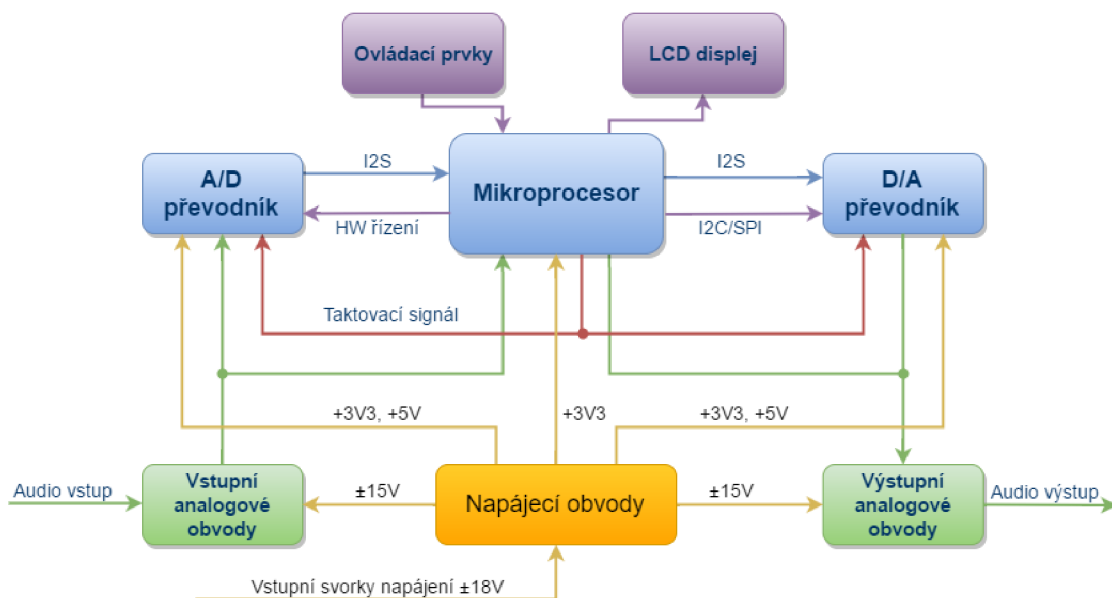 Ovládací prvky
LCD displej
A/D
převodník
I2S
HW řízení
Mikroprocesor
I2S
I2C/SPI
D/A
převodník
Taktovací signál
+3V3, +5V
+3V3
+3V3, +5V
Audio vstup
Vstupní
analogové
obvody
±15V
Napájecí obvody
±15V
Výstupní
analogové
obvody
Audio výstup
Vstupní svorky napájení ±18V